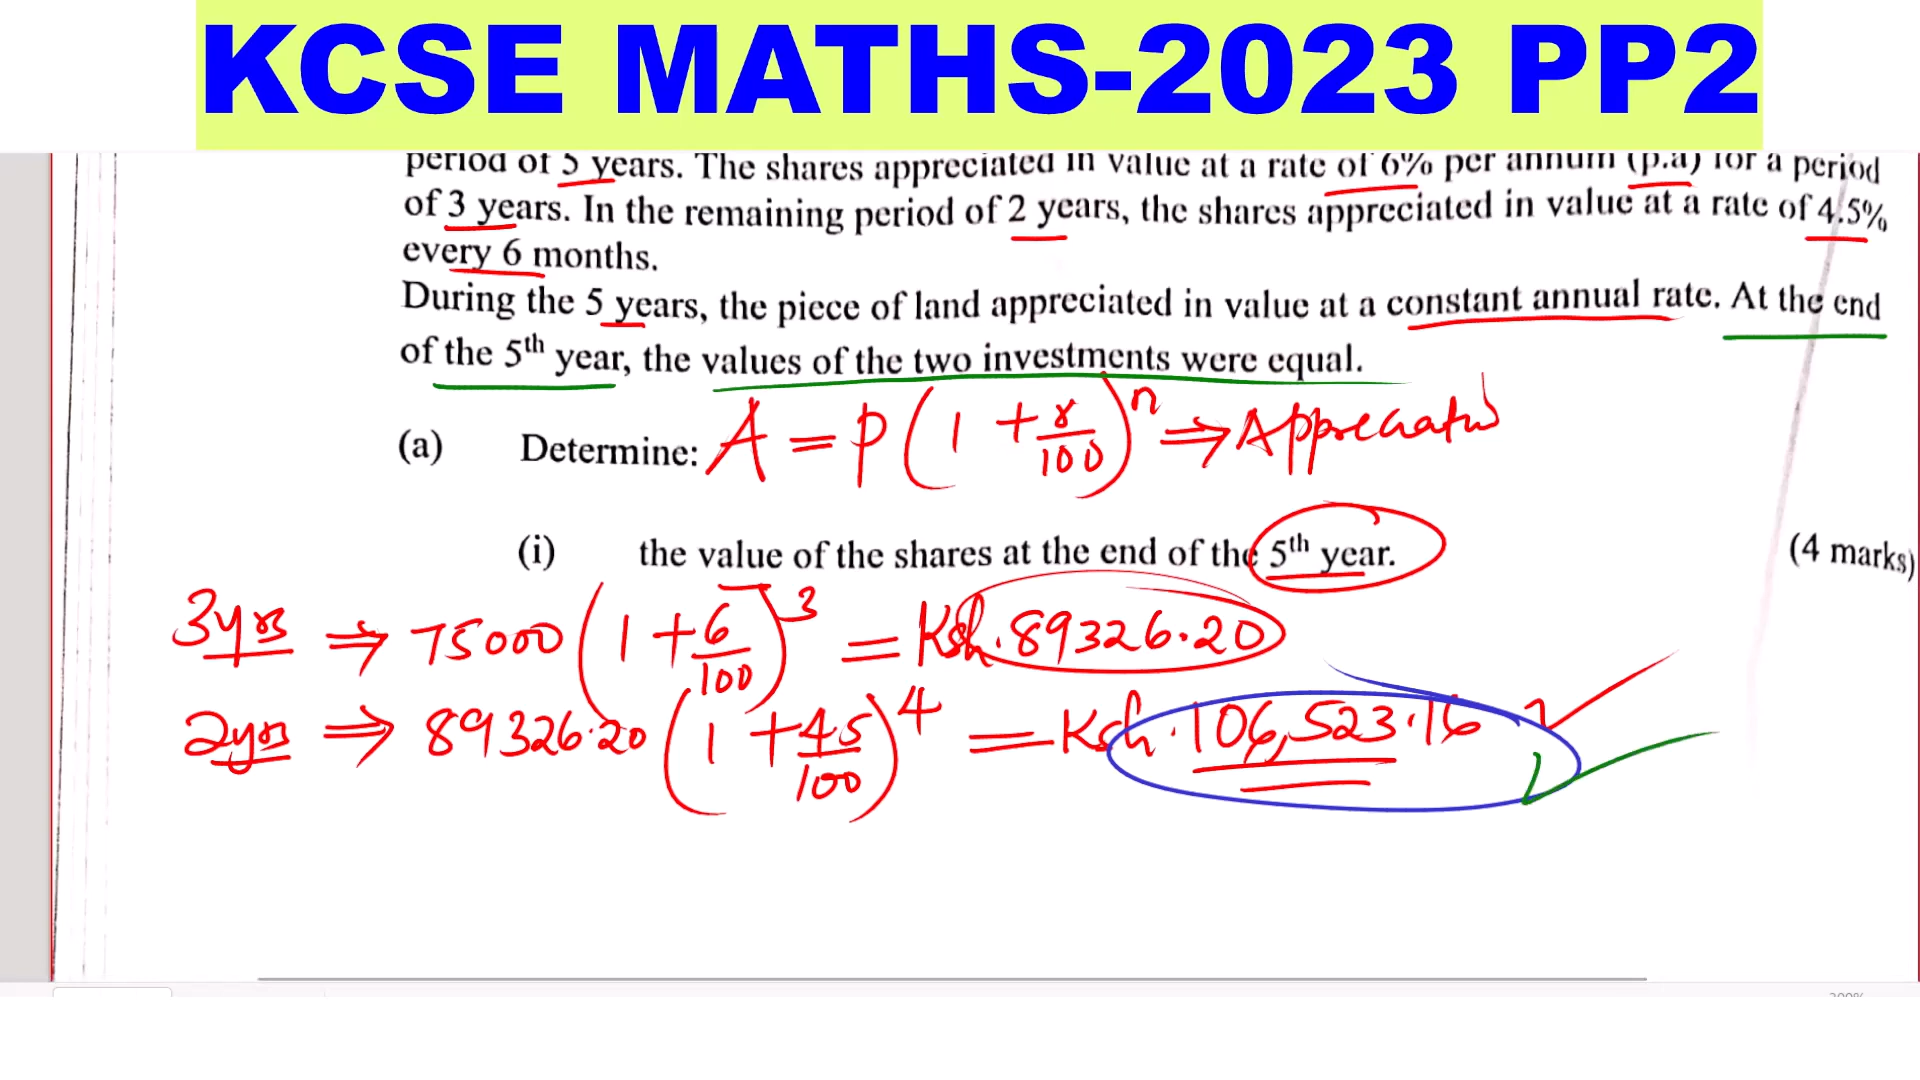 KCSE MATHS-2023 PP2
period of 5 years. The shares appreciated in value at a rate of 6% per annum (p.a) for a period
of 3 years. In the remaining period of 2 years, the shares appreciated in value at a rate of 4.5%
every 6 months.
During the 5 years, the piece of land appreciated in value at a constant annual rate. At the end
of the 5th year, the values of the two investments were equal.
(a) Determine: A = P(1 + r/100)^n ⇒ Appreciatn
(i) the value of the shares at the end of the 5th year. (4 marks)
3yrs ⇒ 75000(1 + 6/100)^3 = Ksh. 89326.20
2yrs ⇒ 89326.20(1 + 4.5/100)^4 = Ksh. 106,523.16